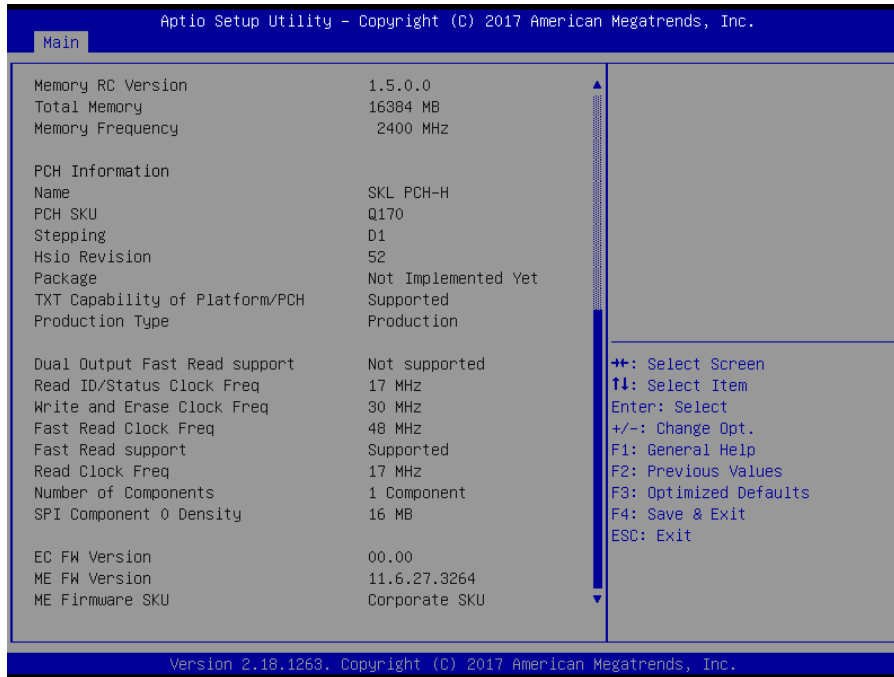 Aptio Setup Utility – Copyright (C) 2017 American Megatrends, Inc.
Main
Memory RC Version 1.5.0.0
Total Memory 16384 MB
Memory Frequency 2400 MHz
PCH Information
Name SKL PCH-H
PCH SKU Q170
Stepping D1
Hsio Revision 52
Package Not Implemented Yet
TXT Capability of Platform/PCH Supported
Production Type Production
Dual Output Fast Read support Not supported
Read ID/Status Clock Freq 17 MHz
Write and Erase Clock Freq 30 MHz
Fast Read Clock Freq 48 MHz
Fast Read support Supported
Read Clock Freq 17 MHz
Number of Components 1 Component
SPI Component 0 Density 16 MB
EC FW Version 00.00
ME FW Version 11.6.27.3264
ME Firmware SKU Corporate SKU
→←: Select Screen
↑↓: Select Item
Enter: Select
+/-: Change Opt.
F1: General Help
F2: Previous Values
F3: Optimized Defaults
F4: Save & Exit
ESC: Exit
Version 2.18.1263. Copyright (C) 2017 American Megatrends, Inc.